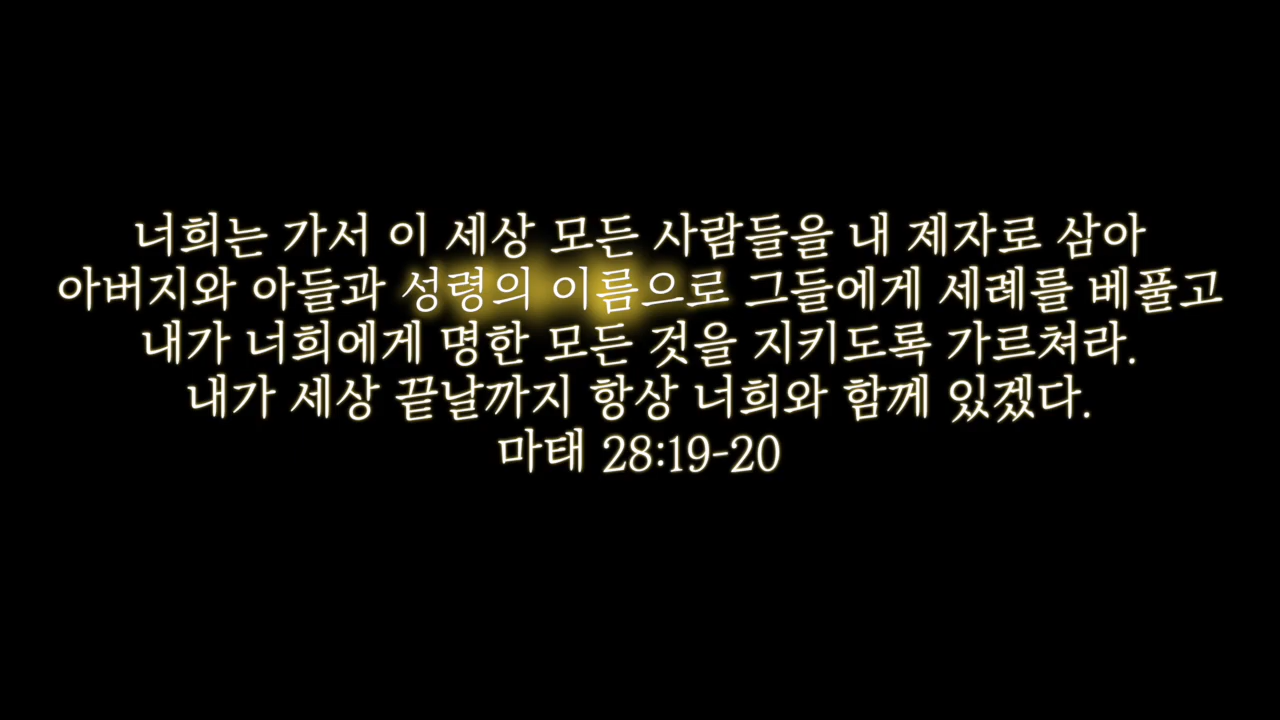 너희는 가서 이 세상 모든 사람들을 내 제자로 삼아
아버지와 아들과 성령의 이름으로 그들에게 세례를 베풀고
내가 너희에게 명한 모든 것을 지키도록 가르쳐라.
내가 세상 끝날까지 항상 너희와 함께 있겠다.
마태 28:19-20